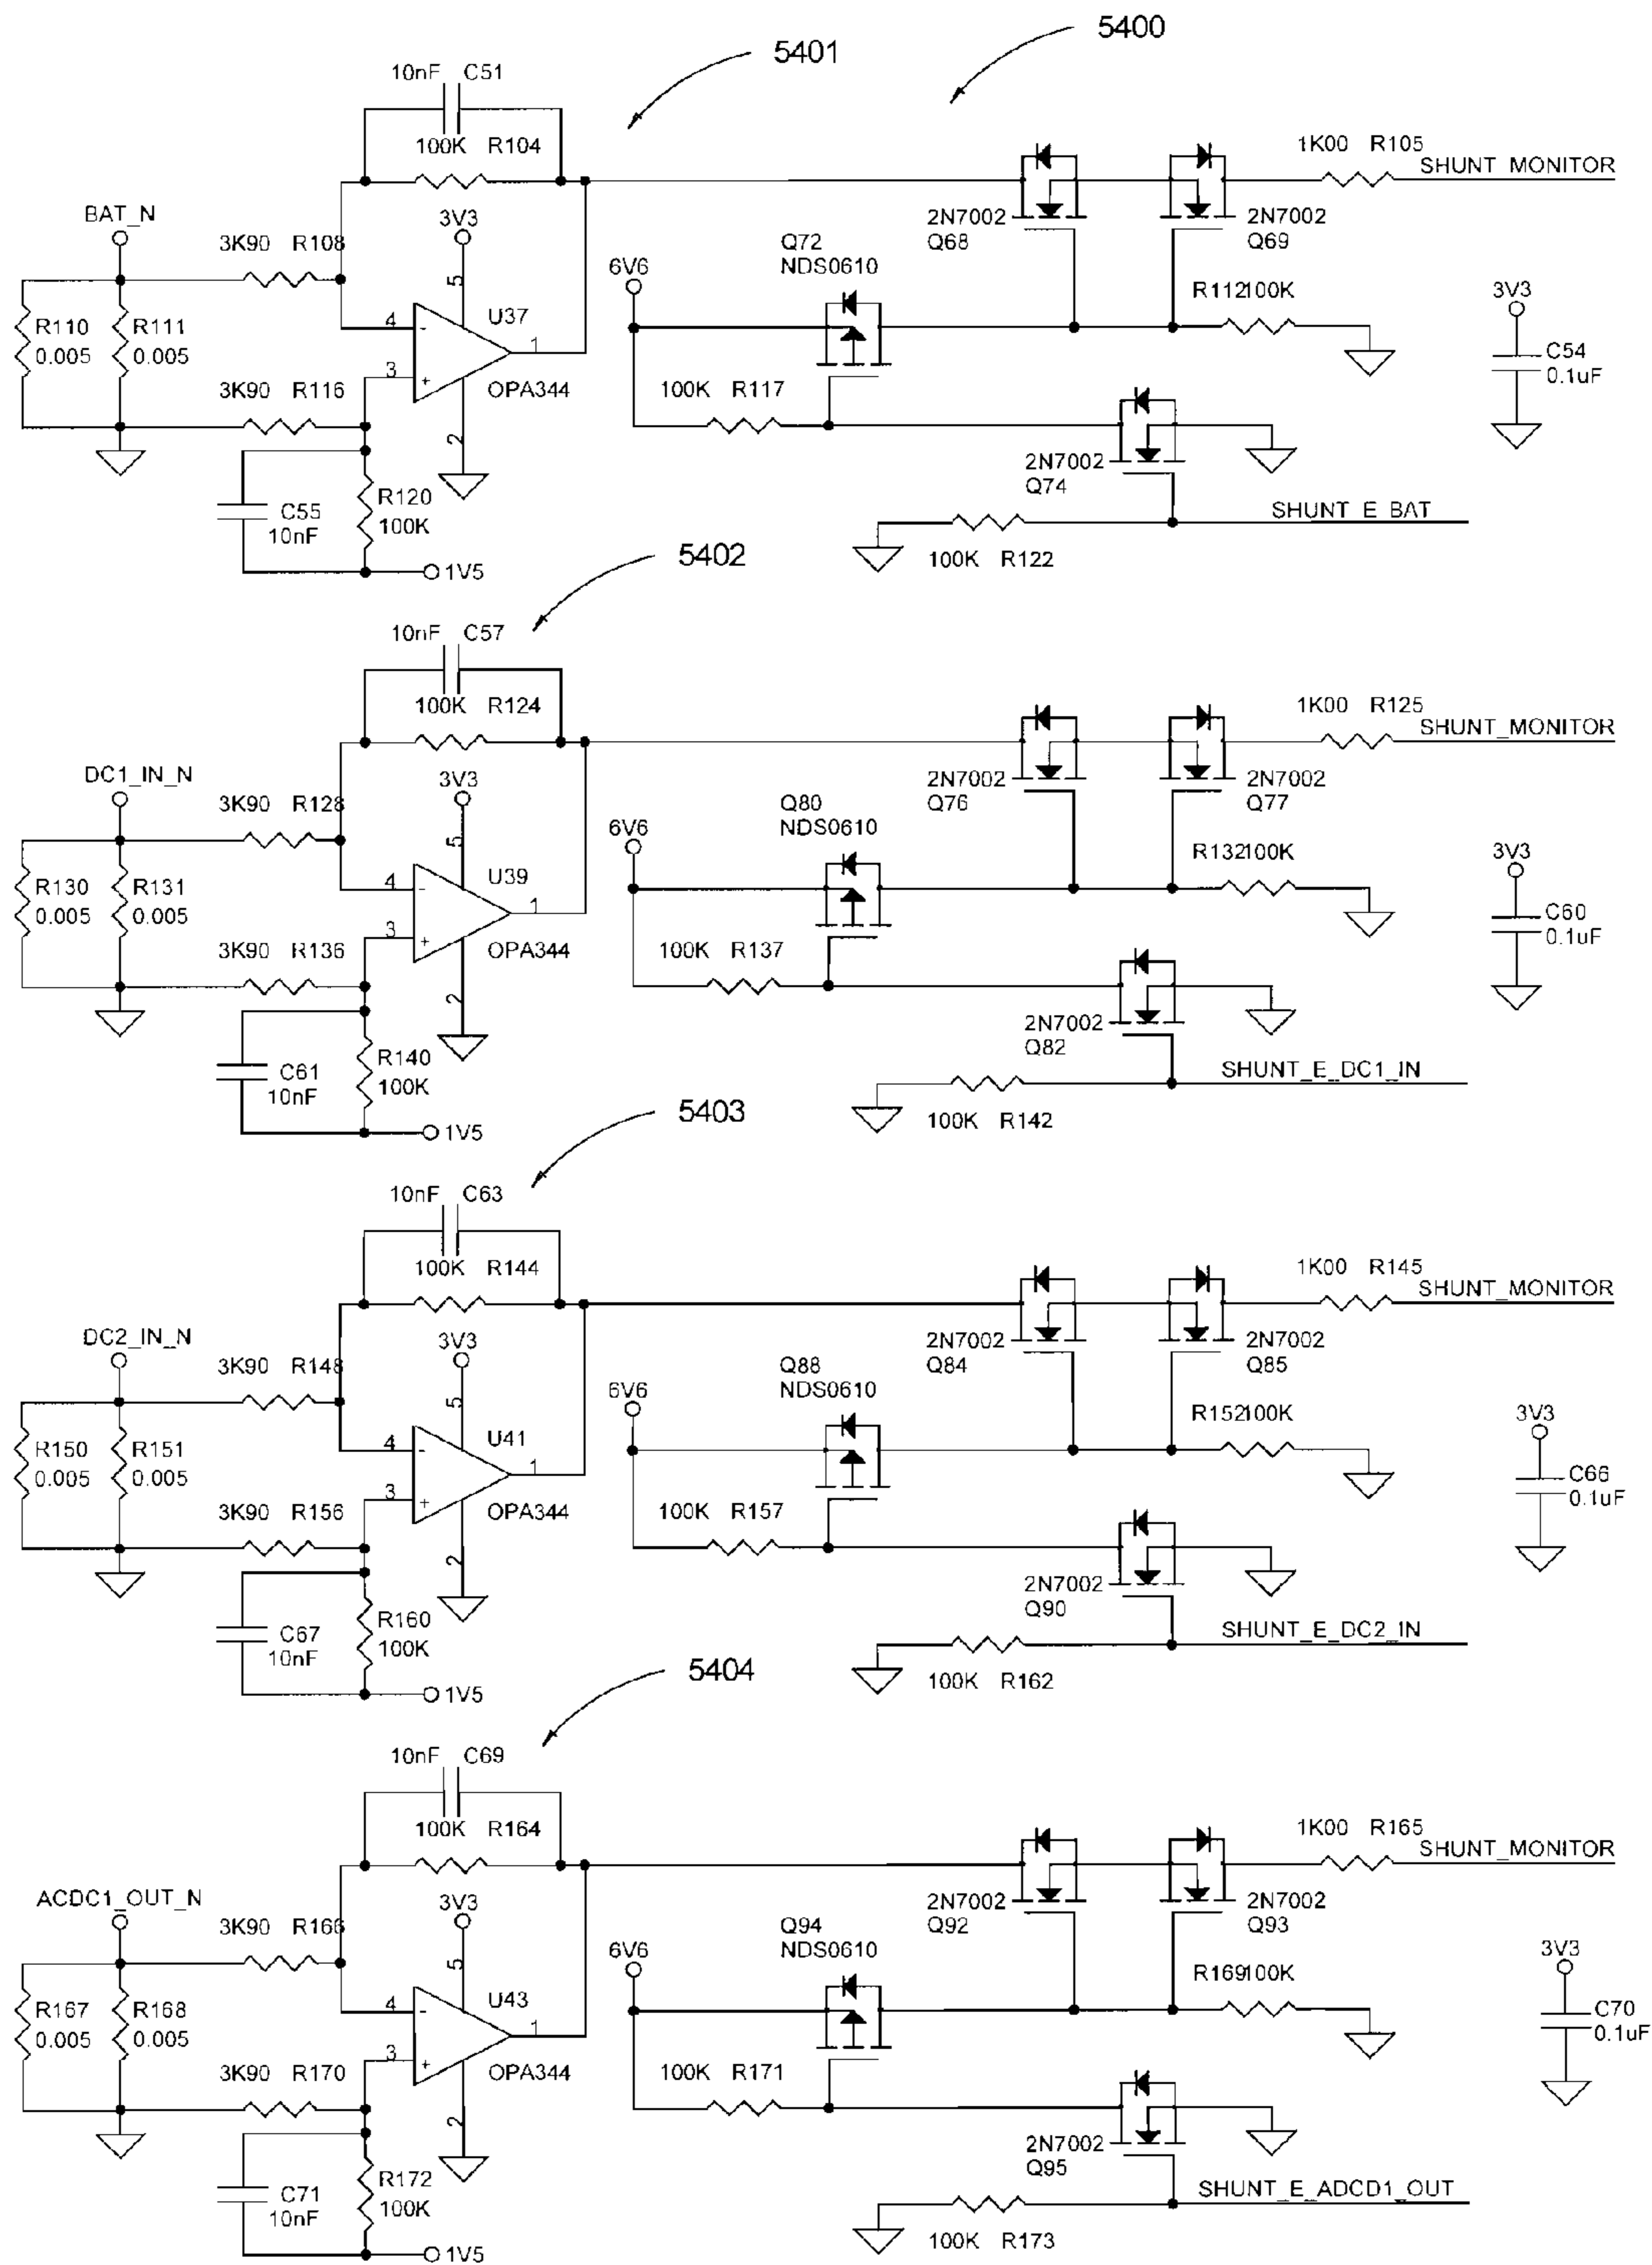 5400
5401
10nF C51
100K R104
1K00 R105
SHUNT_MONITOR
BAT_N
3K90 R108
3V3
5
2N7002
Q68
2N7002
Q69
Q72
NDS0610
6V6
R112 100K
3V3
R110
0.005
R111
0.005
4
-
U37
1
3
+
OPA344
C54
0.1uF
3K90 R116
100K R117
2
2N7002
Q74
R120
100K
C55
10nF
SHUNT_E_BAT
100K R122
1V5
5402
10nF C57
100K R124
1K00 R125
SHUNT_MONITOR
DC1_IN_N
3K90 R128
3V3
5
2N7002
Q76
2N7002
Q77
Q80
NDS0610
6V6
R132 100K
3V3
R130
0.005
R131
0.005
4
-
U39
1
3
+
OPA344
C60
0.1uF
3K90 R136
100K R137
2
2N7002
Q82
R140
100K
C61
10nF
SHUNT_E_DC1_IN
100K R142
1V5
5403
10nF C63
100K R144
1K00 R145
SHUNT_MONITOR
DC2_IN_N
3K90 R148
3V3
5
2N7002
Q84
2N7002
Q85
Q88
NDS0610
6V6
R152 100K
3V3
R150
0.005
R151
0.005
4
-
U41
1
3
+
OPA344
C66
0.1uF
3K90 R156
100K R157
2
2N7002
Q90
R160
100K
C67
10nF
SHUNT_E_DC2_IN
100K R162
1V5
5404
10nF C69
100K R164
1K00 R165
SHUNT_MONITOR
ACDC1_OUT_N
3K90 R166
3V3
5
2N7002
Q92
2N7002
Q93
Q94
NDS0610
6V6
R169 100K
3V3
R167
0.005
R168
0.005
4
-
U43
1
3
+
OPA344
C70
0.1uF
3K90 R170
100K R171
2
2N7002
Q95
R172
100K
C71
10nF
SHUNT_E_ADCD1_OUT
100K R173
1V5